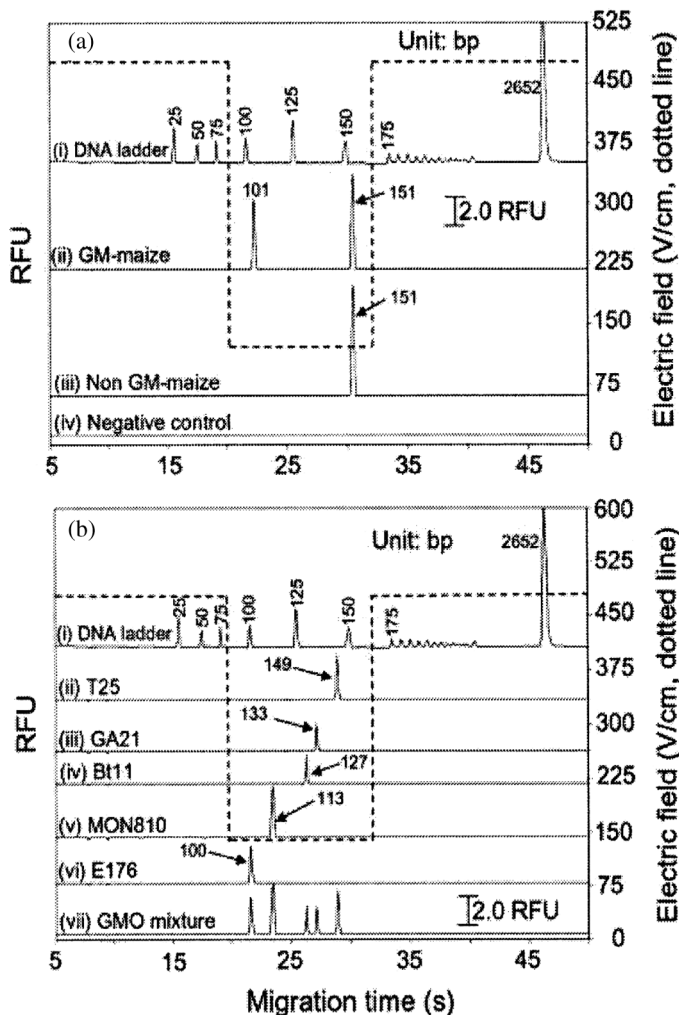 (a)
Unit: bp
25
50
75
100
125
150
175
2652
(i) DNA ladder
101
151
2.0 RFU
(ii) GM-maize
151
(iii) Non GM-maize
(iv) Negative control
RFU
525
450
375
300
225
150
75
0
Electric field (V/cm, dotted line)
5
15
25
35
45
(b)
Unit: bp
25
50
75
100
125
150
175
2652
(i) DNA ladder
149
(ii) T25
133
(iii) GA21
127
(iv) Bt11
113
(v) MON810
100
(vi) E176
2.0 RFU
(vii) GMO mixture
RFU
600
525
450
375
300
225
150
75
0
Electric field (V/cm, dotted line)
5
15
25
35
45
Migration time (s)